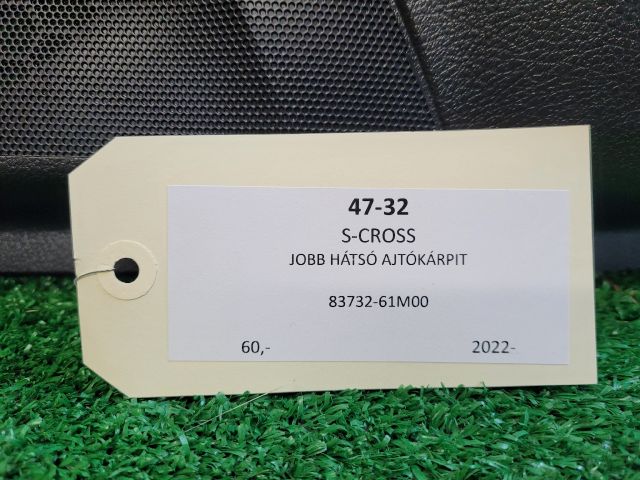 47-32
S-CROSS
JOBB HÁTSÓ AJTÓKÁRPIT
83732-61M00
60,- 2022-